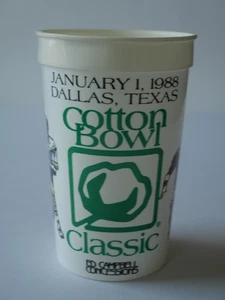 JANUARY 1, 1988
DALLAS, TEXAS
Cotton
Bowl
®
Classic
ED CAMPBELL
CONCESSIONS